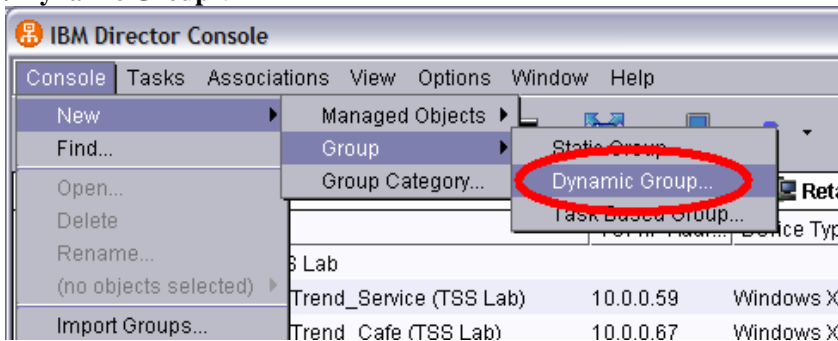 IBM Director Console
Console Tasks Associations View Options Window Help
New Managed Objects
Find... Group Static Group...
Open... Group Category... Dynamic Group...
Delete Task Based Group...
Rename... Lab
(no objects selected) Trend_Service (TSS Lab) 10.0.0.59 Windows X
Import Groups... Trend_Cafe (TSS Lab) 10.0.0.67 Windows X